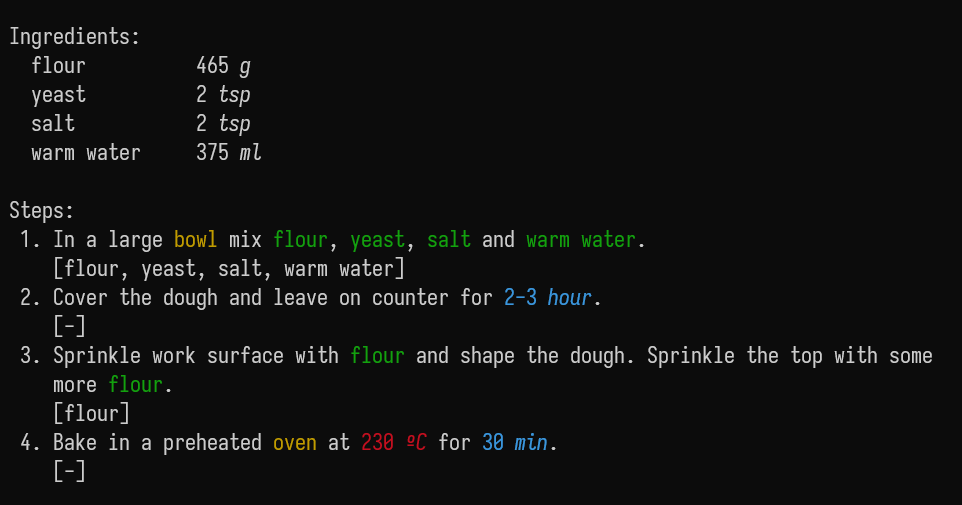 Ingredients:
flour 465 g
yeast 2 tsp
salt 2 tsp
warm water 375 ml
Steps:
1. In a large bowl mix flour, yeast, salt and warm water.
[flour, yeast, salt, warm water]
2. Cover the dough and leave on counter for 2-3 hour.
[-]
3. Sprinkle work surface with flour and shape the dough. Sprinkle the top with some
more flour.
[flour]
4. Bake in a preheated oven at 230 ºC for 30 min.
[-]